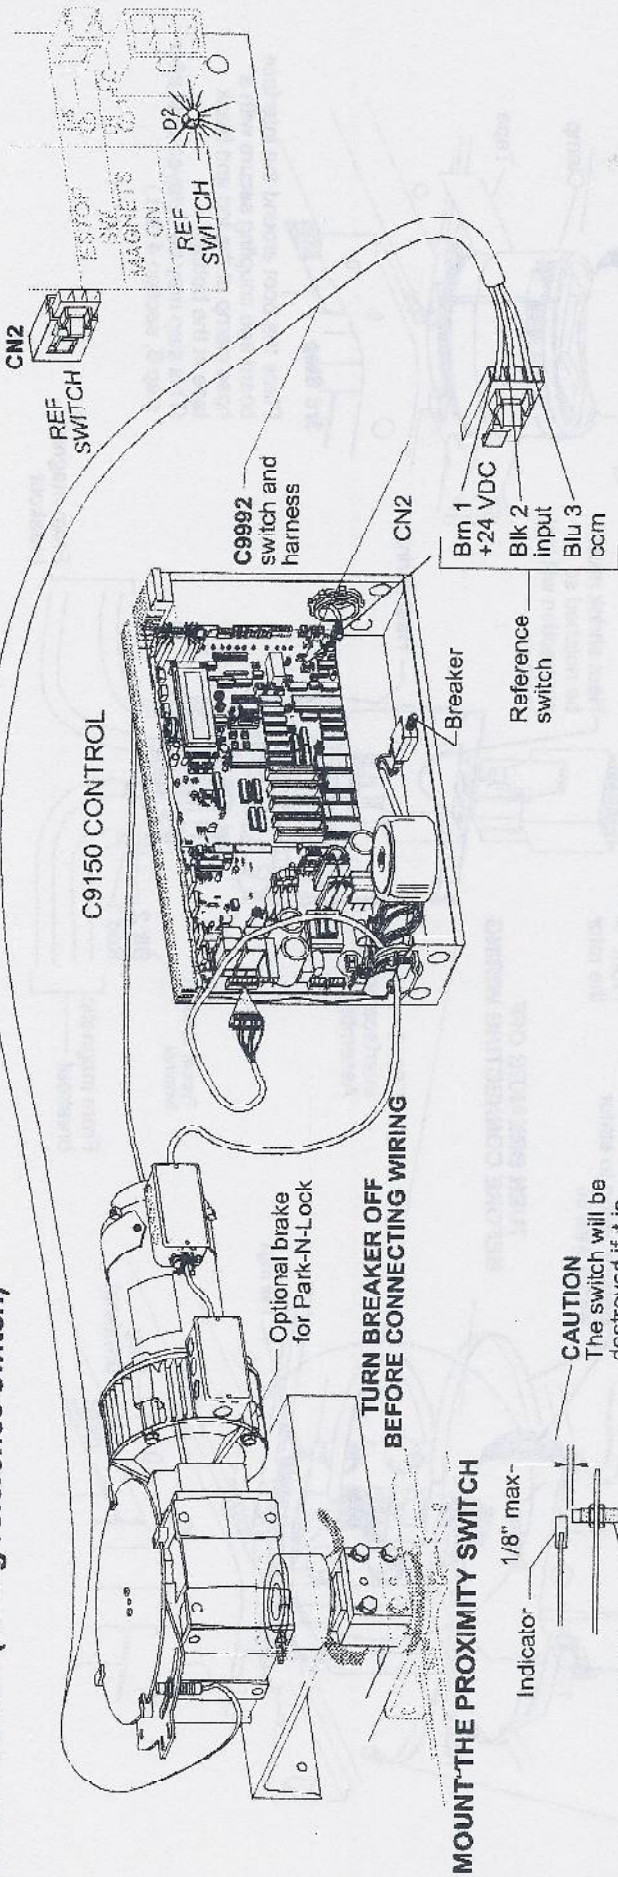 CN2
REF
SWITCH
ESTOP
SW
MAGNETS
ON
D2
REF
SWITCH
C9150 CONTROL
C9992
switch and
harness
CN2
Breaker
Reference
switch
Brn 1
+24 VDC
Blk 2
input
Blu 3
com
Optional brake
for Park-N-Lock
TURN BREAKER OFF
BEFORE CONNECTING WIRING
MOUNT THE PROXIMITY SWITCH
Indicator
1/8" max
CAUTION
The switch will be